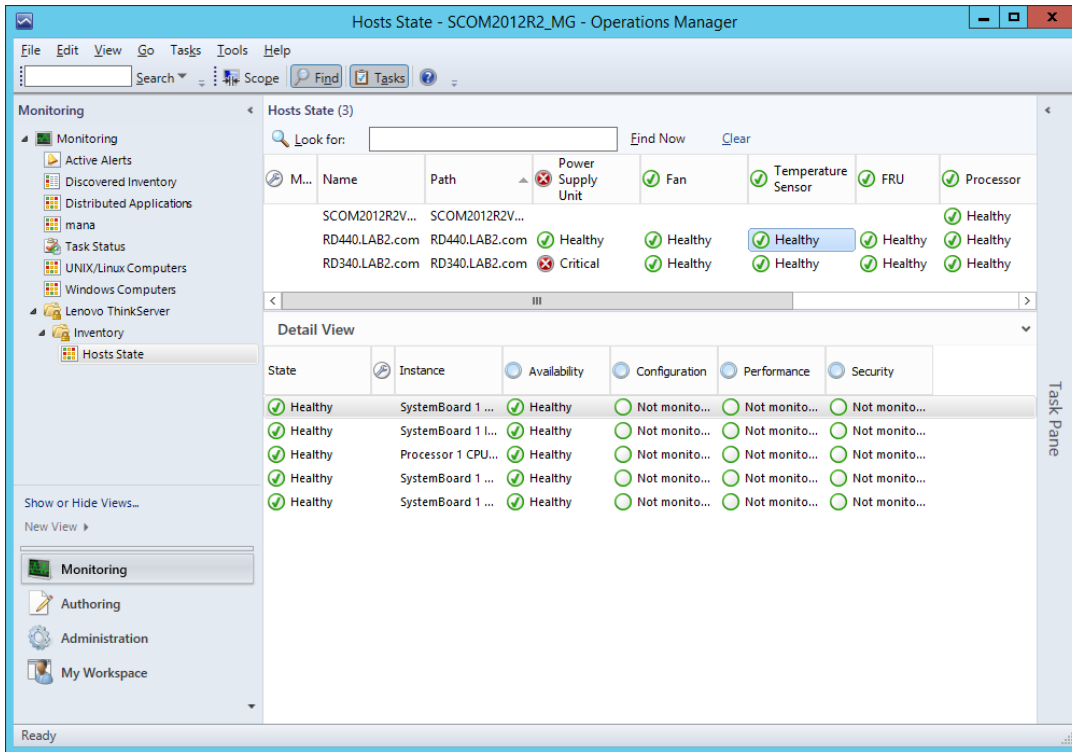 Hosts State - SCOM2012R2_MG - Operations Manager
File Edit View Go Tasks Tools Help
Search Scope Find Tasks
Monitoring
Monitoring
Active Alerts
Discovered Inventory
Distributed Applications
mana
Task Status
UNIX/Linux Computers
Windows Computers
Lenovo ThinkServer
Inventory
Hosts State
Show or Hide Views...
New View
Monitoring
Authoring
Administration
My Workspace
Hosts State (3)
Look for: Find Now Clear
M... Name Path Power Supply Unit Fan Temperature Sensor FRU Processor
SCOM2012R2V... SCOM2012R2V... Healthy
RD440.LAB2.com RD440.LAB2.com Healthy Healthy Healthy Healthy Healthy
RD340.LAB2.com RD340.LAB2.com Critical Healthy Healthy Healthy Healthy
Detail View
State Instance Availability Configuration Performance Security
Healthy SystemBoard 1 ... Healthy Not monito... Not monito... Not monito...
Healthy SystemBoard 1 I... Healthy Not monito... Not monito... Not monito...
Healthy Processor 1 CPU... Healthy Not monito... Not monito... Not monito...
Healthy SystemBoard 1 ... Healthy Not monito... Not monito... Not monito...
Healthy SystemBoard 1 ... Healthy Not monito... Not monito... Not monito...
Task Pane
Ready